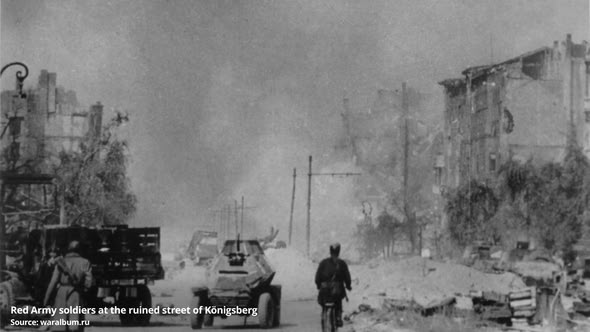 Red Army soldiers at the ruined street of Königsberg
Source: waralbum.ru